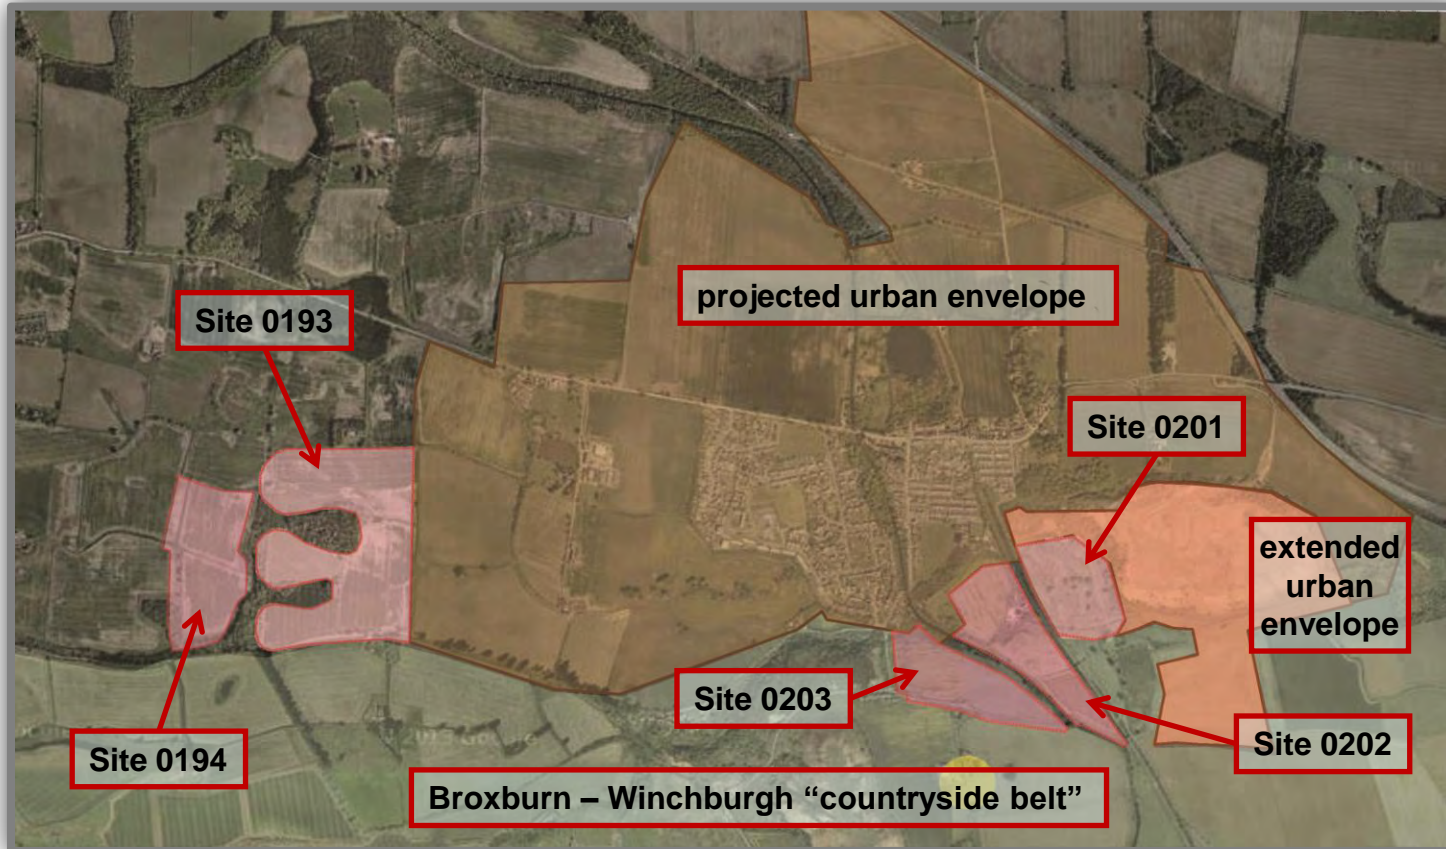 projected urban envelope
Site 0193
Site 0201
extended
urban
envelope
Site 0203
Site 0202
Site 0194
Broxburn – Winchburgh “countryside belt”